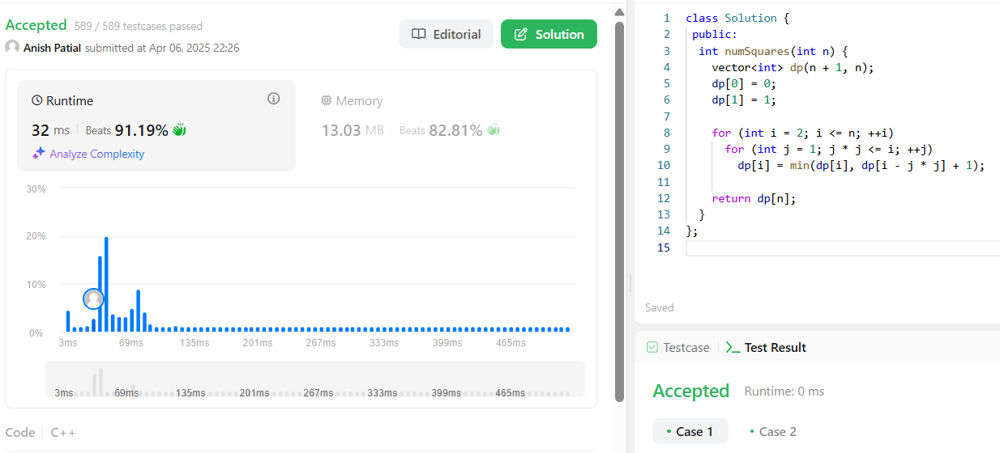 Accepted 589 / 589 testcases passed
Anish Patial submitted at Apr 06, 2025 22:26
Editorial
Solution
Runtime
32 ms Beats 91.19%
Analyze Complexity
Memory
13.03 MB Beats 82.81%
30%
20%
10%
0%
3ms 69ms 135ms 201ms 267ms 333ms 399ms 465ms
3ms 69ms 135ms 201ms 267ms 333ms 399ms 465ms
Code C++
1 class Solution {
2 public:
3 int numSquares(int n) {
4 vector<int> dp(n + 1, n);
5 dp[0] = 0;
6 dp[1] = 1;
7
8 for (int i = 2; i <= n; ++i)
9 for (int j = 1; j * j <= i; ++j)
10 dp[i] = min(dp[i], dp[i - j * j] + 1);
11
12 return dp[n];
13 }
14 };
15
Saved
Testcase
Test Result
Accepted Runtime: 0 ms
• Case 1 • Case 2